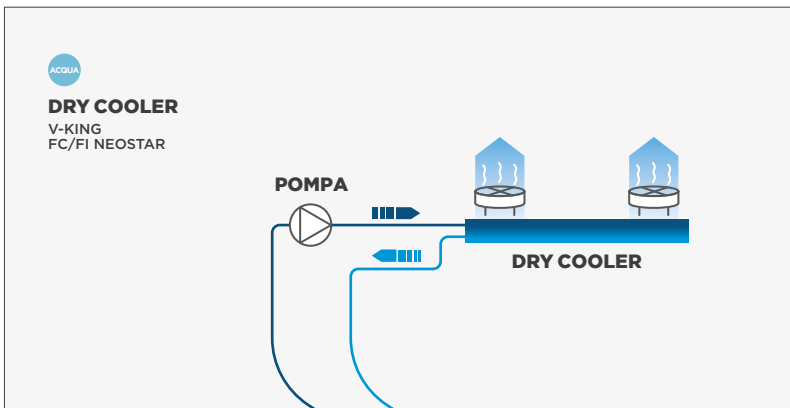 ACQUA
DRY COOLER
V-KING
FC/FI NEOSTAR
POMPA
DRY COOLER